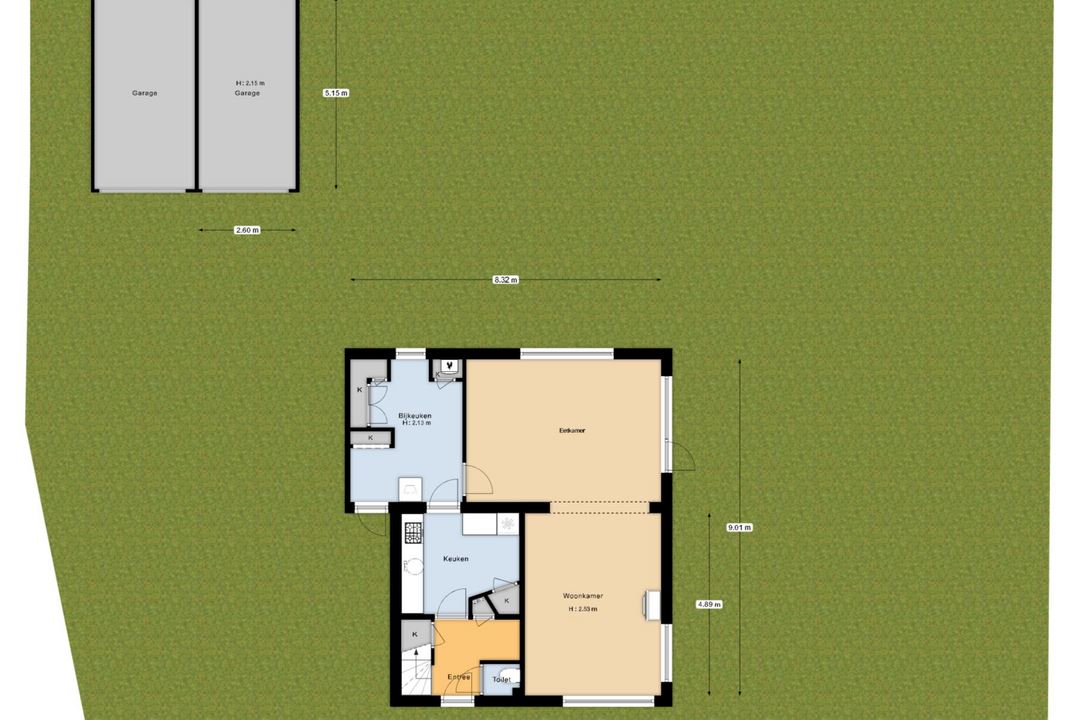 H: 2.15 m
Garage
Garage
5.15 m
2.60 m
8.32 m
K
K
Bijkeuken
H: 2.13 m
K
Eetkamer
9.01 m
Keuken
Woonkamer
H: 2.53 m
K
K
4.89 m
K
Entree
Toilet